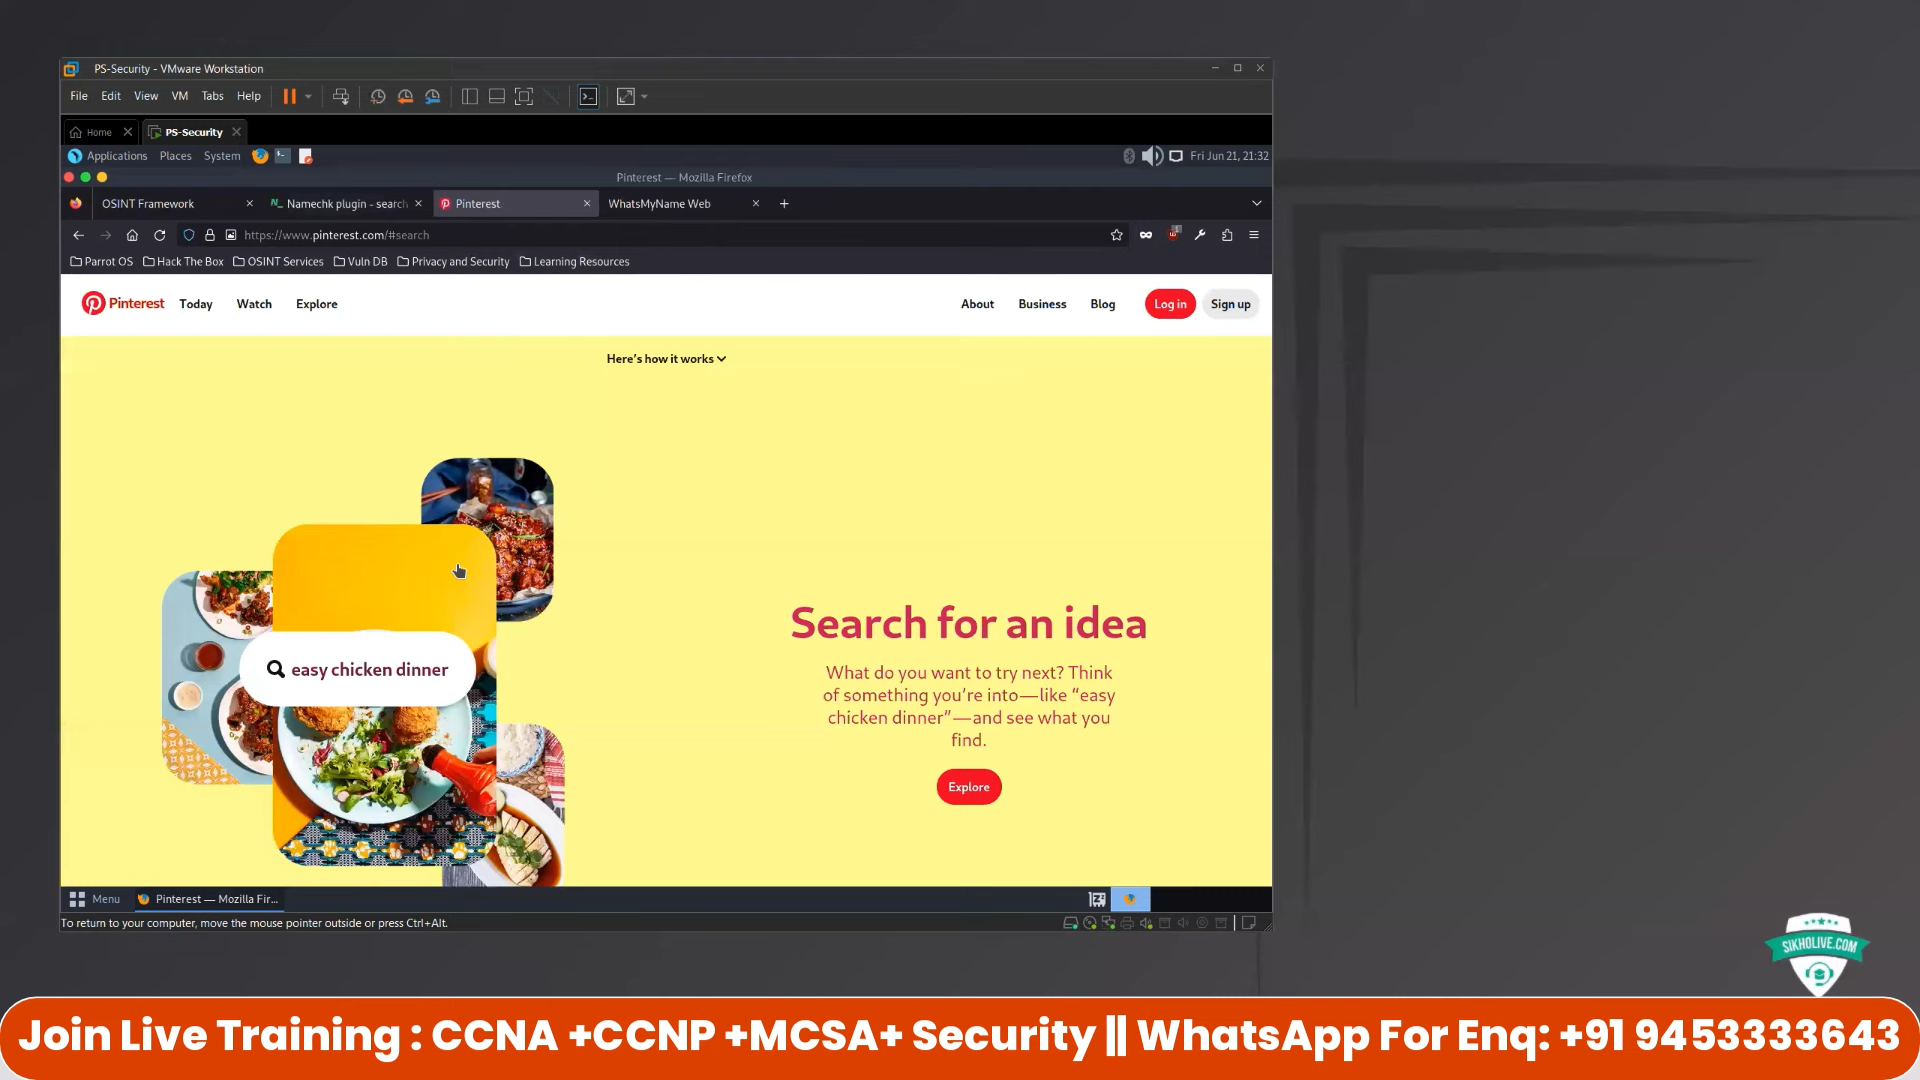 PS-Security - VMware Workstation
File Edit View VM Tabs Help
Home PS-Security
Applications Places System Fri Jun 21, 21:32
Pinterest — Mozilla Firefox
OSINT Framework Namechk plugin - search Pinterest WhatsMyName Web
https://www.pinterest.com/#search
Parrot OS Hack The Box OSINT Services Vuln DB Privacy and Security Learning Resources
Pinterest Today Watch Explore About Business Blog Log in Sign up
Here's how it works
easy chicken dinner
Search for an idea
What do you want to try next? Think
of something you're into—like “easy
chicken dinner”—and see what you
find.
Explore
Menu Pinterest — Mozilla Fir...
To return to your computer, move the mouse pointer outside or press Ctrl+Alt.
SIKHOLIVE.COM
Join Live Training : CCNA +CCNP +MCSA+ Security || WhatsApp For Enq: +91 9453333643